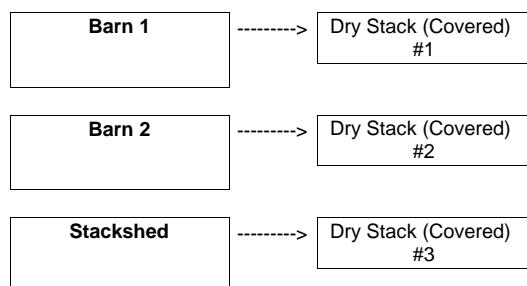 Barn 1 ---------> Dry Stack (Covered)
#1
Barn 2 ---------> Dry Stack (Covered)
#2
Stackshed ---------> Dry Stack (Covered)
#3